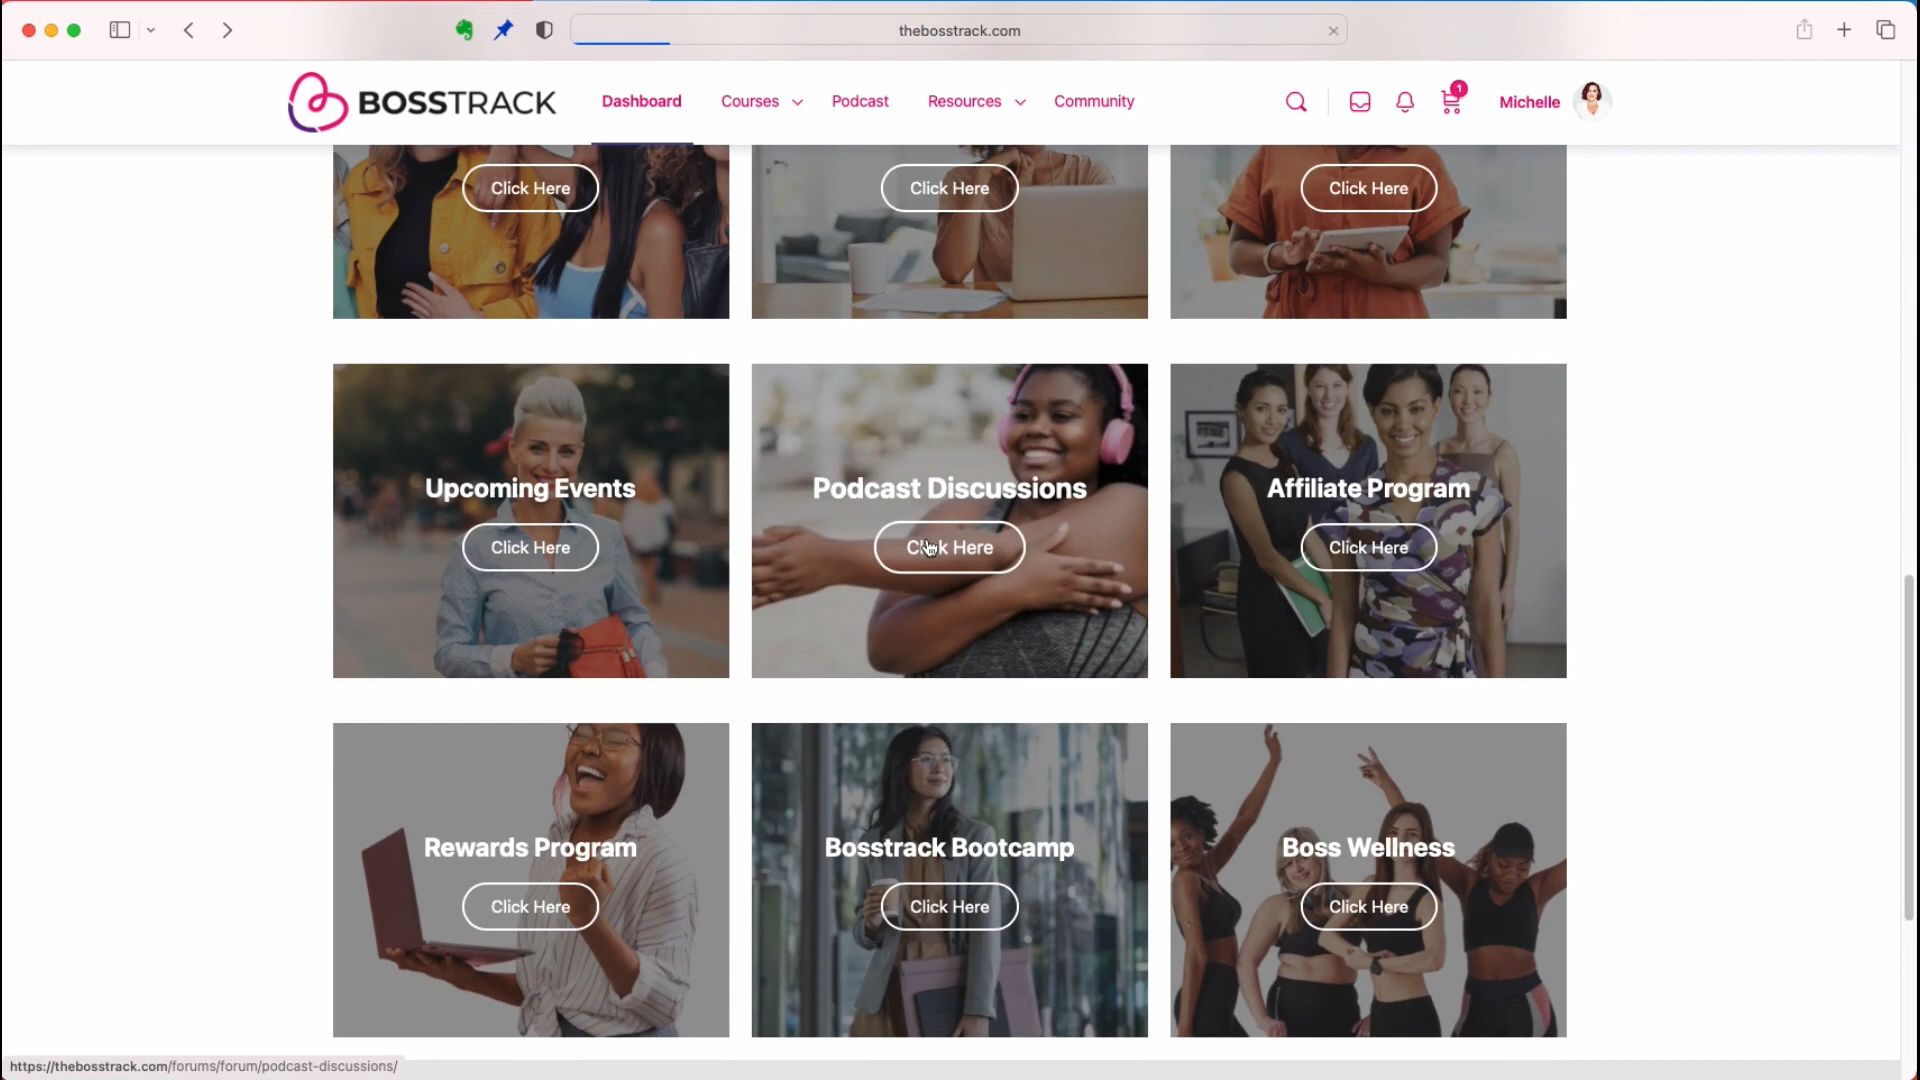 thebosstrack.com
BOSSTRACK
Dashboard
Courses
Podcast
Resources
Community
1
Michelle
Click Here
Click Here
Click Here
Upcoming Events
Click Here
Podcast Discussions
Click Here
Affiliate Program
Click Here
Rewards Program
Click Here
Bosstrack Bootcamp
Click Here
Boss Wellness
Click Here
https://thebosstrack.com/forums/forum/podcast-discussions/